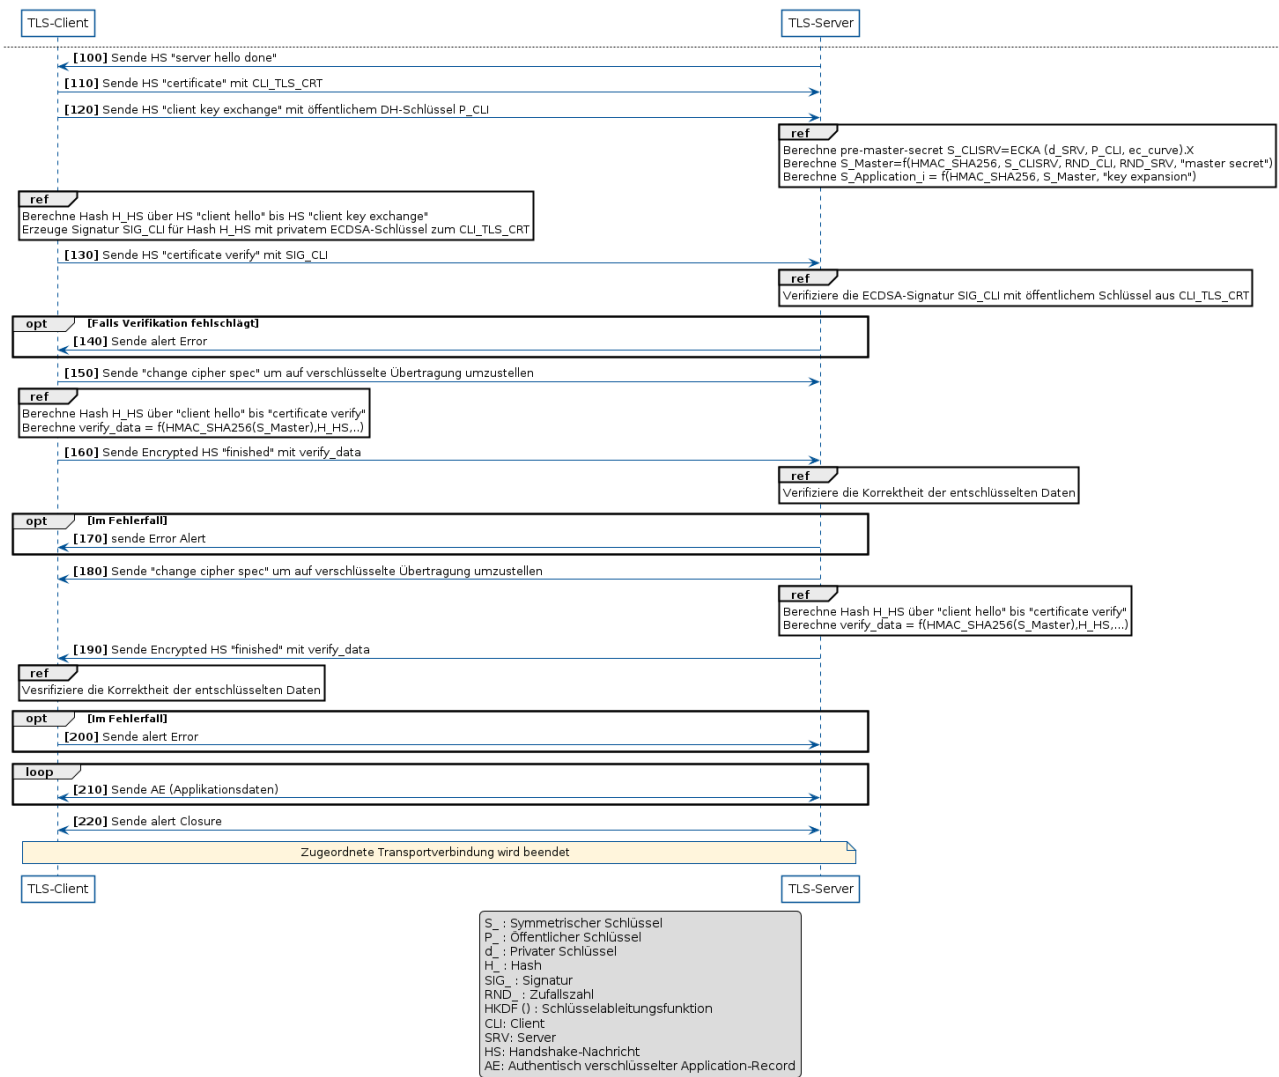 TLS-Client
TLS-Server
[100] Sende HS "server hello done"
[110] Sende HS "certificate" mit CLI_TLS_CRT
[120] Sende HS "client key exchange" mit öffentlichem DH-Schlüssel P_CLI
ref
Berechne pre-master-secret S_CLISRV=ECKA (d_SRV, P_CLI, ec_curve).X
Berechne S_Master=f(HMAC_SHA256, S_CLISRV, RND_CLI, RND_SRV, "master secret")
Berechne S_Application_i = f(HMAC_SHA256, S_Master, "key expansion")
ref
Berechne Hash H_HS über HS "client hello" bis HS "client key exchange"
Erzeuge Signatur SIG_CLI für Hash H_HS mit privatem ECDSA-Schlüssel zum CLI_TLS_CRT
[130] Sende HS "certificate verify" mit SIG_CLI
ref
Verifiziere die ECDSA-Signatur SIG_CLI mit öffentlichem Schlüssel aus CLI_TLS_CRT
opt [Falls Verifikation fehlschlägt]
[140] Sende alert Error
[150] Sende "change cipher spec" um auf verschlüsselte Übertragung umzustellen
ref
Berechne Hash H_HS über "client hello" bis "certificate verify"
Berechne verify_data = f(HMAC_SHA256(S_Master),H_HS,..)
[160] Sende Encrypted HS "finished" mit verify_data
ref
Verifiziere die Korrektheit der entschlüsselten Daten
opt [Im Fehlerfall]
[170] sende Error Alert
[180] Sende "change cipher spec" um auf verschlüsselte Übertragung umzustellen
ref
Berechne Hash H_HS über "client hello" bis "certificate verify"
Berechne verify_data = f(HMAC_SHA256(S_Master),H_HS,...)
[190] Sende Encrypted HS "finished" mit verify_data
ref
Vesrifiziere die Korrektheit der entschlüsselten Daten
opt [Im Fehlerfall]
[200] Sende alert Error
loop
[210] Sende AE (Applikationsdaten)
[220] Sende alert Closure
Zugeordnete Transportverbindung wird beendet
TLS-Client
TLS-Server
S_ : Symmetrischer Schlüssel
P_ : Öffentlicher Schlüssel
d_ : Privater Schlüssel
H_ : Hash
SIG_ : Signatur
RND_ : Zufallszahl
HKDF () : Schlüsselableitungsfunktion
CLI: Client
SRV: Server
HS: Handshake-Nachricht
AE: Authentisch verschlüsselter Application-Record